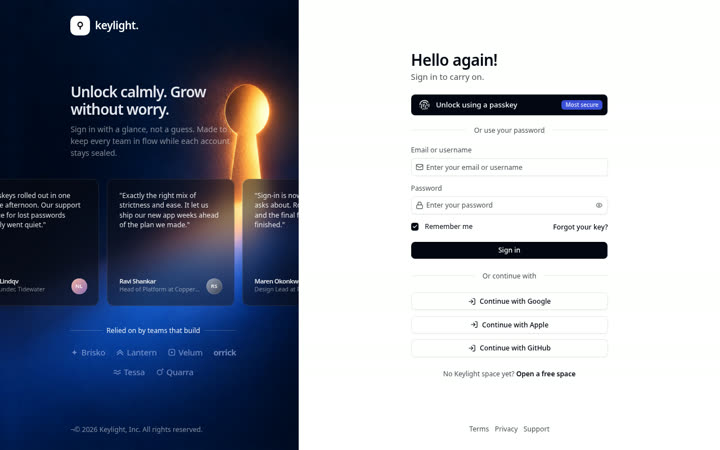 keylight.
Unlock calmly. Grow
without worry.
Sign in with a glance, not a guess. Made to
keep every team in flow while each account
stays sealed.
skeys rolled out in one
e afternoon. Our support
e for lost passwords
ly went quiet."
Lindqv
under, Tidewater
NL
"Exactly the right mix of
strictness and ease. It let us
ship our new app weeks ahead
of the plan we made."
Ravi Shankar
Head of Platform at Copper...
RS
"Sign-in is now
asks about. R
and the final f
finished."
Maren Okonkw
Design Lead at
Relied on by teams that build
Brisko
Lantern
Velum
orrick
Tessa
Quarra
© 2026 Keylight, Inc. All rights reserved.
Hello again!
Sign in to carry on.
Unlock using a passkey
Most secure
Or use your password
Email or username
Enter your email or username
Password
Enter your password
Remember me
Forgot your key?
Sign in
Or continue with
Continue with Google
Continue with Apple
Continue with GitHub
No Keylight space yet? Open a free space
Terms Privacy Support